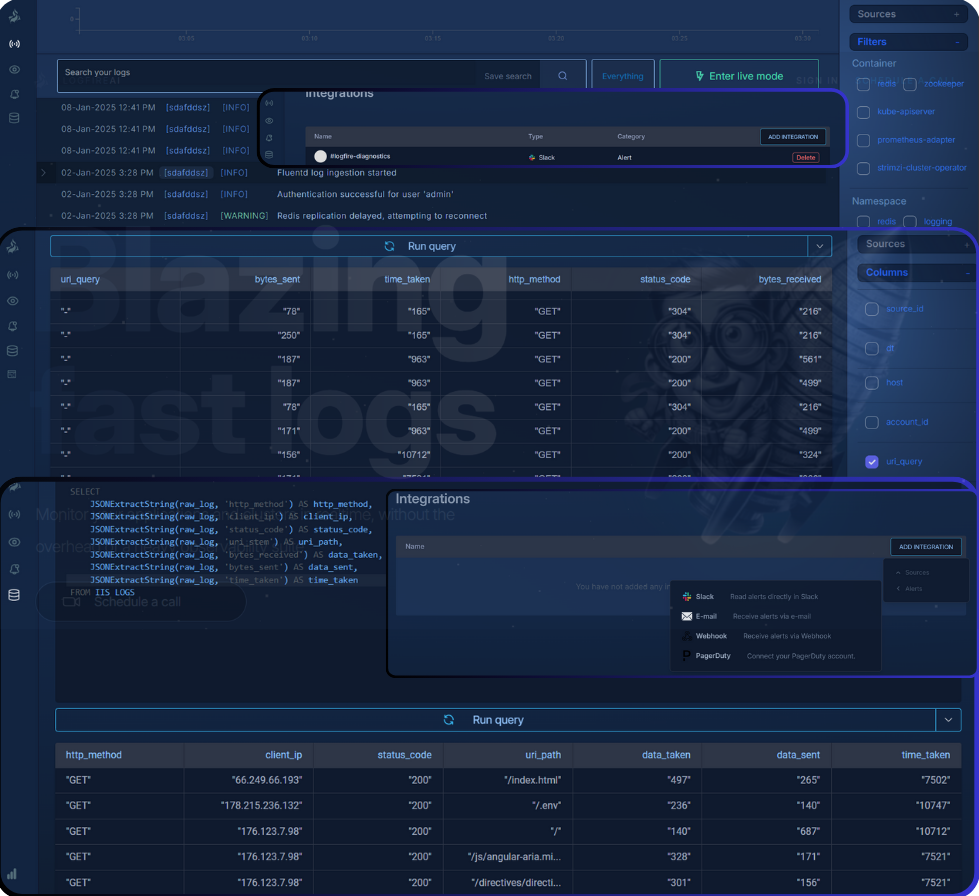 Sources
03:05 03:10 03:15 03:20 03:25 03:30
Filters
Container
redis zookeeper
kube-apiserver
prometheus-adapter
strimzi-cluster-operator
Namespace
redis logging
Search your logs Save search Everything Enter live mode
SIGN IN
08-Jan-2025 12:41 PM [sdafddsz] [INFO]
08-Jan-2025 12:41 PM [sdafddsz] [INFO]
08-Jan-2025 12:41 PM [sdafddsz] [INFO]
02-Jan-2025 3:28 PM [sdafddsz] [INFO] Fluentd log ingestion started
02-Jan-2025 3:28 PM [sdafddsz] [INFO] Authentication successful for user 'admin'
02-Jan-2025 3:28 PM [sdafddsz] [WARNING] Redis replication delayed, attempting to reconnect
Integrations
Name Type Category ADD INTEGRATION
#logfire-diagnostics Slack Alert Delete
Blazing
fast logs
Run query
uri_query bytes_sent time_taken http_method status_code bytes_received
"-" "78" "165" "GET" "304" "216"
"-" "250" "165" "GET" "304" "216"
"-" "187" "963" "GET" "200" "561"
"-" "187" "963" "GET" "200" "499"
"-" "78" "165" "GET" "304" "216"
"-" "171" "963" "GET" "200" "499"
"-" "156" "10712" "GET" "200" "324"
Sources
Columns
source_id
dt
host
account_id
uri_query
SELECT
JSONExtractString(raw_log, 'http_method') AS http_method,
JSONExtractString(raw_log, 'client_ip') AS client_ip,
JSONExtractString(raw_log, 'status_code') AS status_code,
JSONExtractString(raw_log, 'uri_stem') AS uri_path,
JSONExtractString(raw_log, 'bytes_received') AS data_taken,
JSONExtractString(raw_log, 'bytes_sent') AS data_sent,
JSONExtractString(raw_log, 'time_taken') AS time_taken
FROM IIS LOGS
without the
Schedule a call
Integrations
Name ADD INTEGRATION
You have not added any
Sources
Alerts
Slack Read alerts directly in Slack
E-mail Receive alerts via e-mail
Webhook Receive alerts via Webhook
PagerDuty Connect your PagerDuty account.
Run query
http_method client_ip status_code uri_path data_taken data_sent time_taken
"GET" "66.249.66.193" "200" "/index.html" "497" "265" "7502"
"GET" "178.215.236.132" "200" "/.env" "236" "140" "10747"
"GET" "176.123.7.98" "200" "/" "140" "687" "10712"
"GET" "176.123.7.98" "200" "/js/angular-aria.mi... "328" "171" "7521"
"GET" "176.123.7.98" "200" "/directives/directi... "301" "156" "7521"